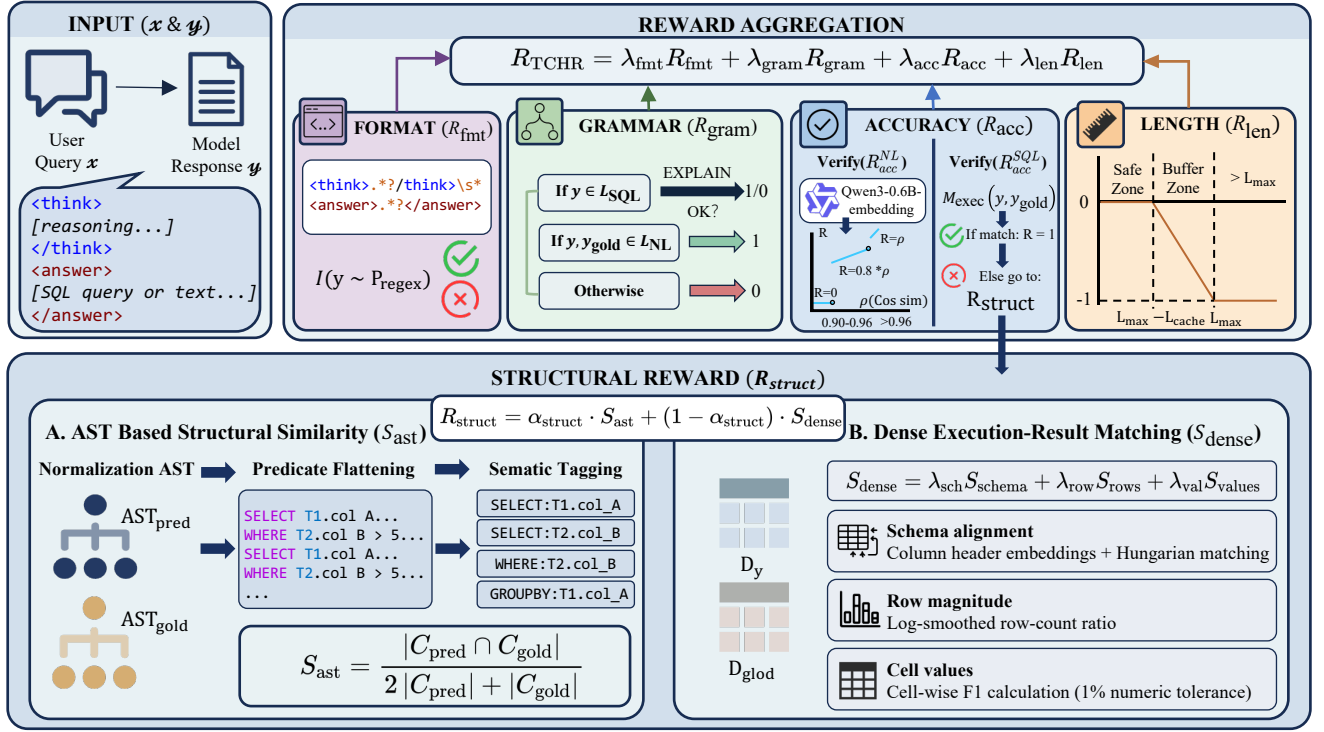 INPUT (x & y)
User
Query x
Model
Response y
<think>
[reasoning...]
</think>
<answer>
[SQL query or text...]
</answer>
REWARD AGGREGATION
R_TCHR = λ_fmt R_fmt + λ_gram R_gram + λ_acc R_acc + λ_len R_len
FORMAT (R_fmt)
<think>.*?/think>\s*
<answer>.*?</answer>
I(y ~ P_regex)
GRAMMAR (R_gram)
If y ∈ L_SQL
EXPLAIN
OK?
1/0
If y, y_gold ∈ L_NL
1
Otherwise
0
ACCURACY (R_acc)
Verify(R_acc^NL)
Qwen3-0.6B-
embedding
R
R=ρ
R=0.8 *ρ
R=0
ρ(Cos sim)
0.90-0.96 >0.96
Verify(R_acc^SQL)
M_exec (y, y_gold)
If match: R = 1
Else go to:
R_struct
LENGTH (R_len)
Safe
Zone
Buffer
Zone
> L_max
0
-1
L_max −L_cache L_max
STRUCTURAL REWARD (R_struct)
R_struct = α_struct · S_ast + (1 − α_struct) · S_dense
A. AST Based Structural Similarity (S_ast)
Normalization AST
Predicate Flattening
Sematic Tagging
AST_pred
AST_gold
SELECT T1.col A...
WHERE T2.col B > 5...
SELECT T1.col A...
WHERE T2.col B > 5...
...
SELECT:T1.col_A
SELECT:T2.col_B
WHERE:T2.col_B
GROUPBY:T1.col_A
S_ast = |C_pred ∩ C_gold| / 2 |C_pred| + |C_gold|
B. Dense Execution-Result Matching (S_dense)
D_y
D_glod
S_dense = λ_sch S_schema + λ_row S_rows + λ_val S_values
Schema alignment
Column header embeddings + Hungarian matching
Row magnitude
Log-smoothed row-count ratio
Cell values
Cell-wise F1 calculation (1% numeric tolerance)